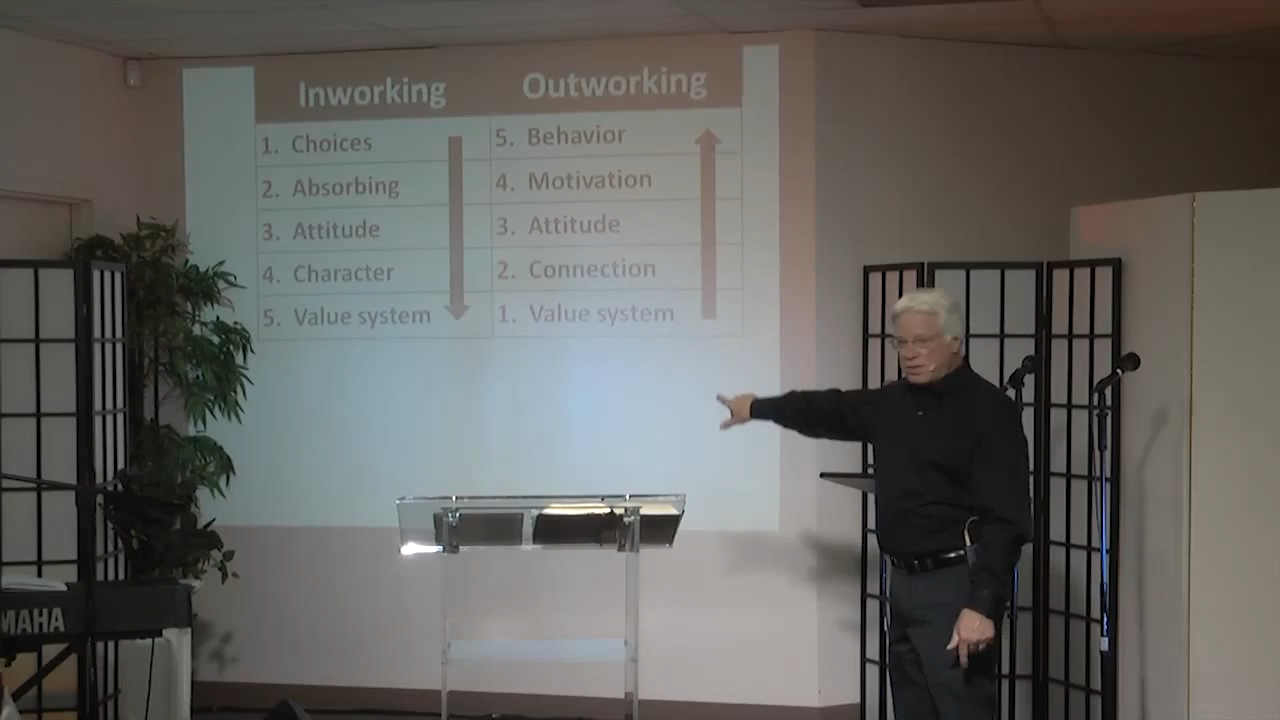 Inworking Outworking
1. Choices 5. Behavior
2. Absorbing 4. Motivation
3. Attitude 3. Attitude
4. Character 2. Connection
5. Value system 1. Value system
MAHA